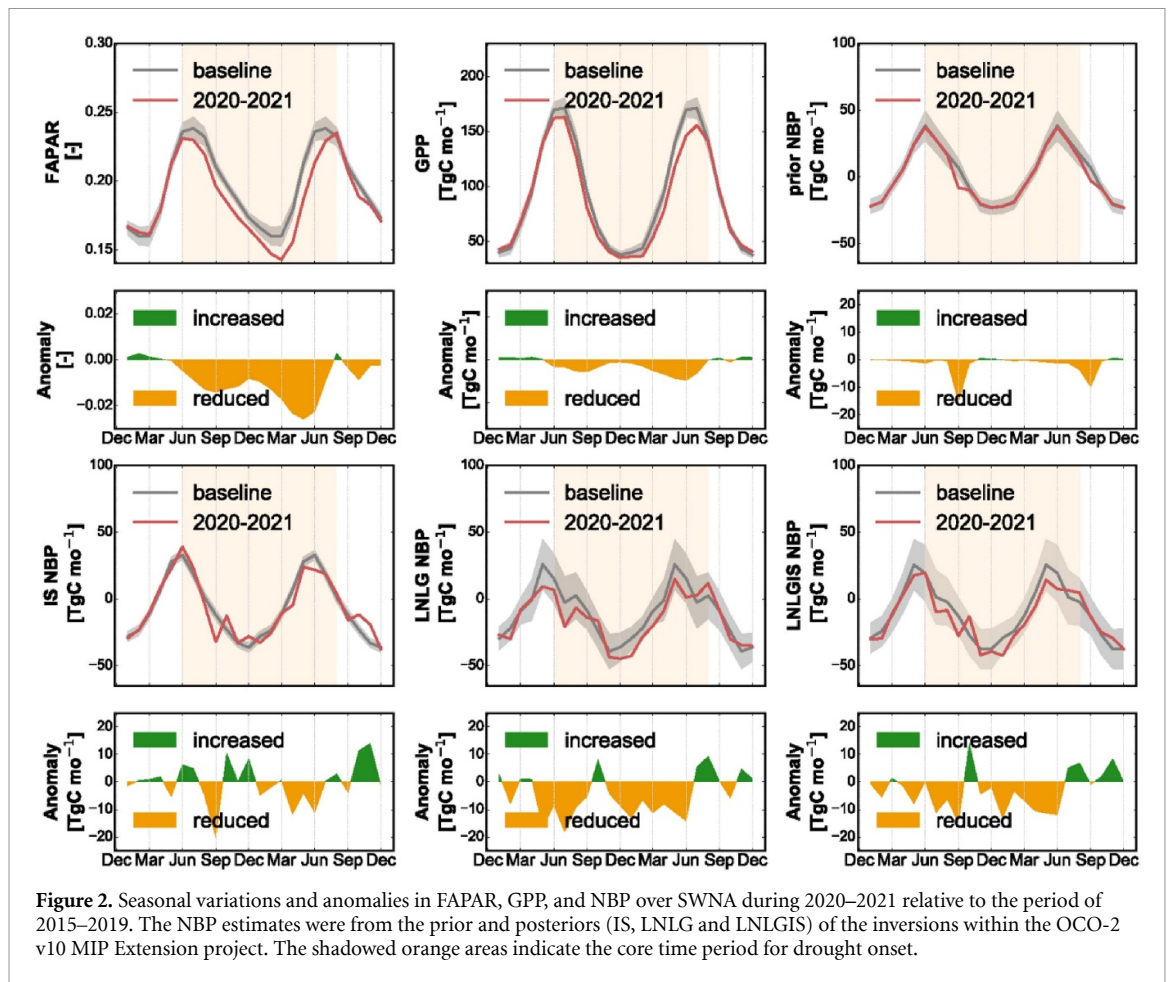 0.30
0.25
0.20
0.15
FAPAR
[-]
baseline
2020-2021
200
150
100
50
GPP
[TgC mo⁻¹]
baseline
2020-2021
100
50
0
−50
prior NBP
[TgC mo⁻¹]
baseline
2020-2021
0.02
0.00
−0.02
Anomaly
[-]
increased
reduced
Dec Mar Jun Sep Dec Mar Jun Sep Dec
Anomaly
[TgC mo⁻¹]
increased
reduced
Dec Mar Jun Sep Dec Mar Jun Sep Dec
20
10
0
−10
−20
Anomaly
[TgC mo⁻¹]
increased
reduced
Dec Mar Jun Sep Dec Mar Jun Sep Dec
100
50
0
−50
IS NBP
[TgC mo⁻¹]
baseline
2020-2021
100
50
0
−50
LNLG NBP
[TgC mo⁻¹]
baseline
2020-2021
100
50
0
−50
LNLGIS NBP
[TgC mo⁻¹]
baseline
2020-2021
20
10
0
−10
−20
Anomaly
[TgC mo⁻¹]
increased
reduced
Dec Mar Jun Sep Dec Mar Jun Sep Dec
20
10
0
−10
−20
Anomaly
[TgC mo⁻¹]
increased
reduced
Dec Mar Jun Sep Dec Mar Jun Sep Dec
20
10
0
−10
−20
Anomaly
[TgC mo⁻¹]
increased
reduced
Dec Mar Jun Sep Dec Mar Jun Sep Dec
Figure 2. Seasonal variations and anomalies in FAPAR, GPP, and NBP over SWNA during 2020–2021 relative to the period of
2015–2019. The NBP estimates were from the prior and posteriors (IS, LNLG and LNLGIS) of the inversions within the OCO-2
v10 MIP Extension project. The shadowed orange areas indicate the core time period for drought onset.